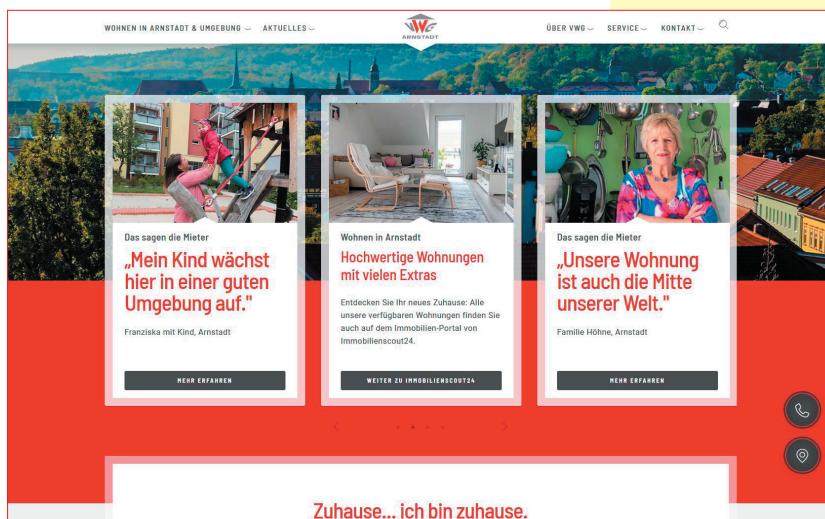 WOHNEN IN ARNSTADT & UMGEBUNG
AKTUELLES
VWG
ARNSTADT
ÜBER VWG
SERVICE
KONTAKT
Das sagen die Mieter
„Mein Kind wächst
hier in einer guten
Umgebung auf."
Franziska mit Kind, Arnstadt
MEHR ERFAHREN
Wohnen in Arnstadt
Hochwertige Wohnungen
mit vielen Extras
Entdecken Sie Ihr neues Zuhause: Alle
unsere verfügbaren Wohnungen finden Sie
auch auf dem Immobilien-Portal von
Immobilienscout24.
WEITER ZU IMMOBILIENSCOUT24
Das sagen die Mieter
„Unsere Wohnung
ist auch die Mitte
unserer Welt."
Familie Höhne, Arnstadt
MEHR ERFAHREN
Zuhause... ich bin zuhause.